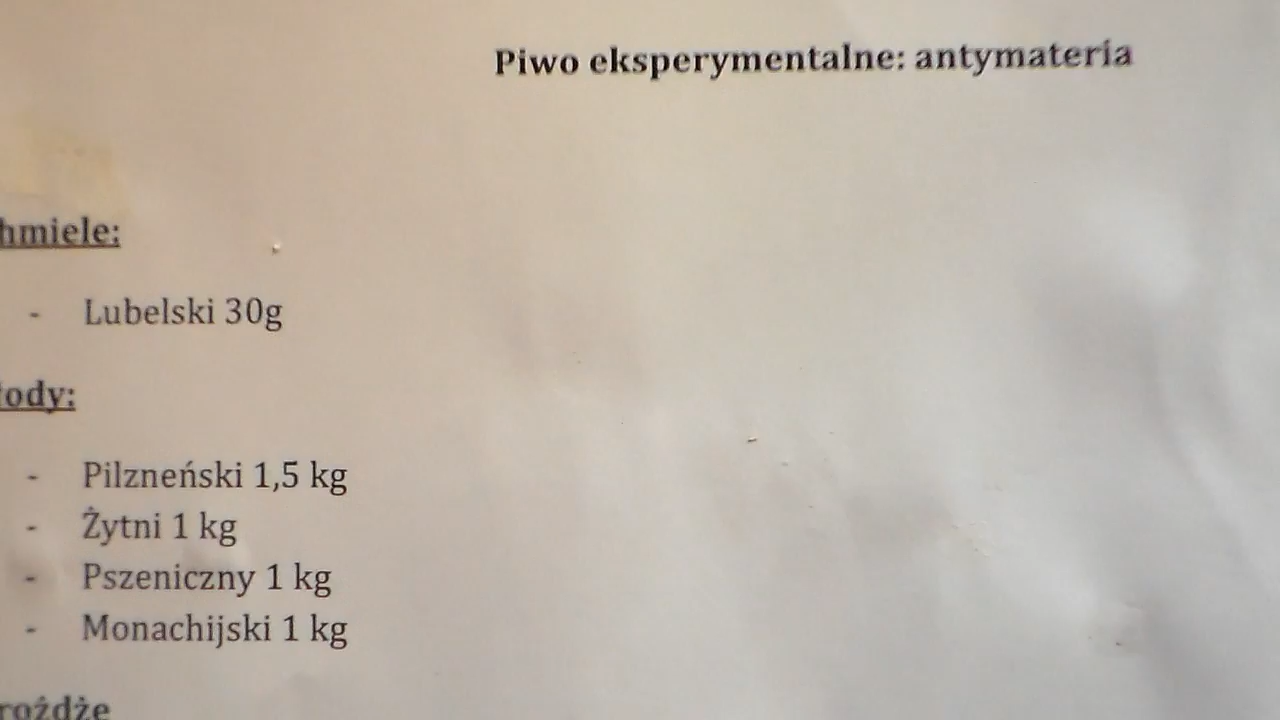 Piwo eksperymentalne: antymateria
hmiele:
- Lubelski 30g
ody:
- Pilzneński 1,5 kg
- Żytni 1 kg
- Pszeniczny 1 kg
- Monachijski 1 kg
rożdże